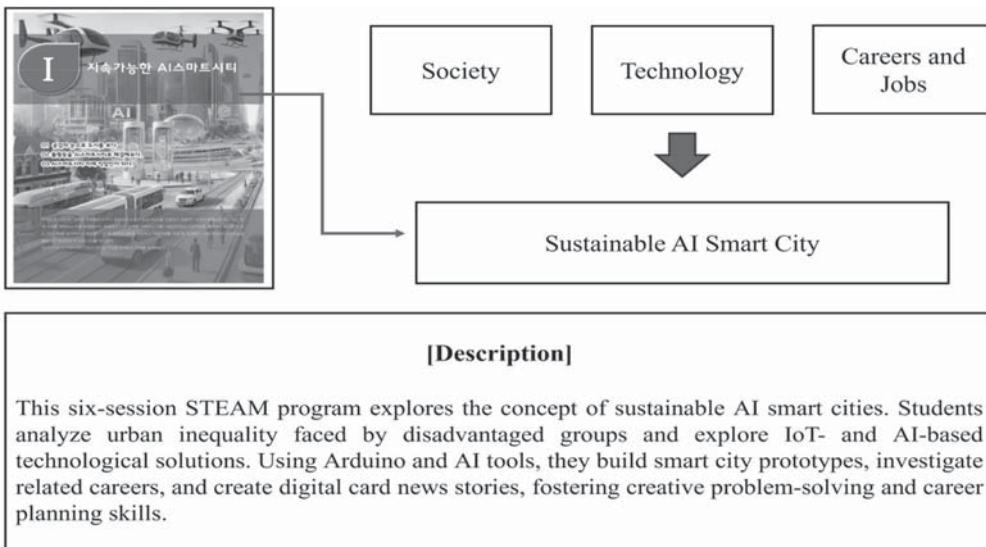 I
지속가능한 AI스마트시티
AI
Society
Technology
Careers and
Jobs
Sustainable AI Smart City
[Description]
This six-session STEAM program explores the concept of sustainable AI smart cities. Students
analyze urban inequality faced by disadvantaged groups and explore IoT- and AI-based
technological solutions. Using Arduino and AI tools, they build smart city prototypes, investigate
related careers, and create digital card news stories, fostering creative problem-solving and career
planning skills.